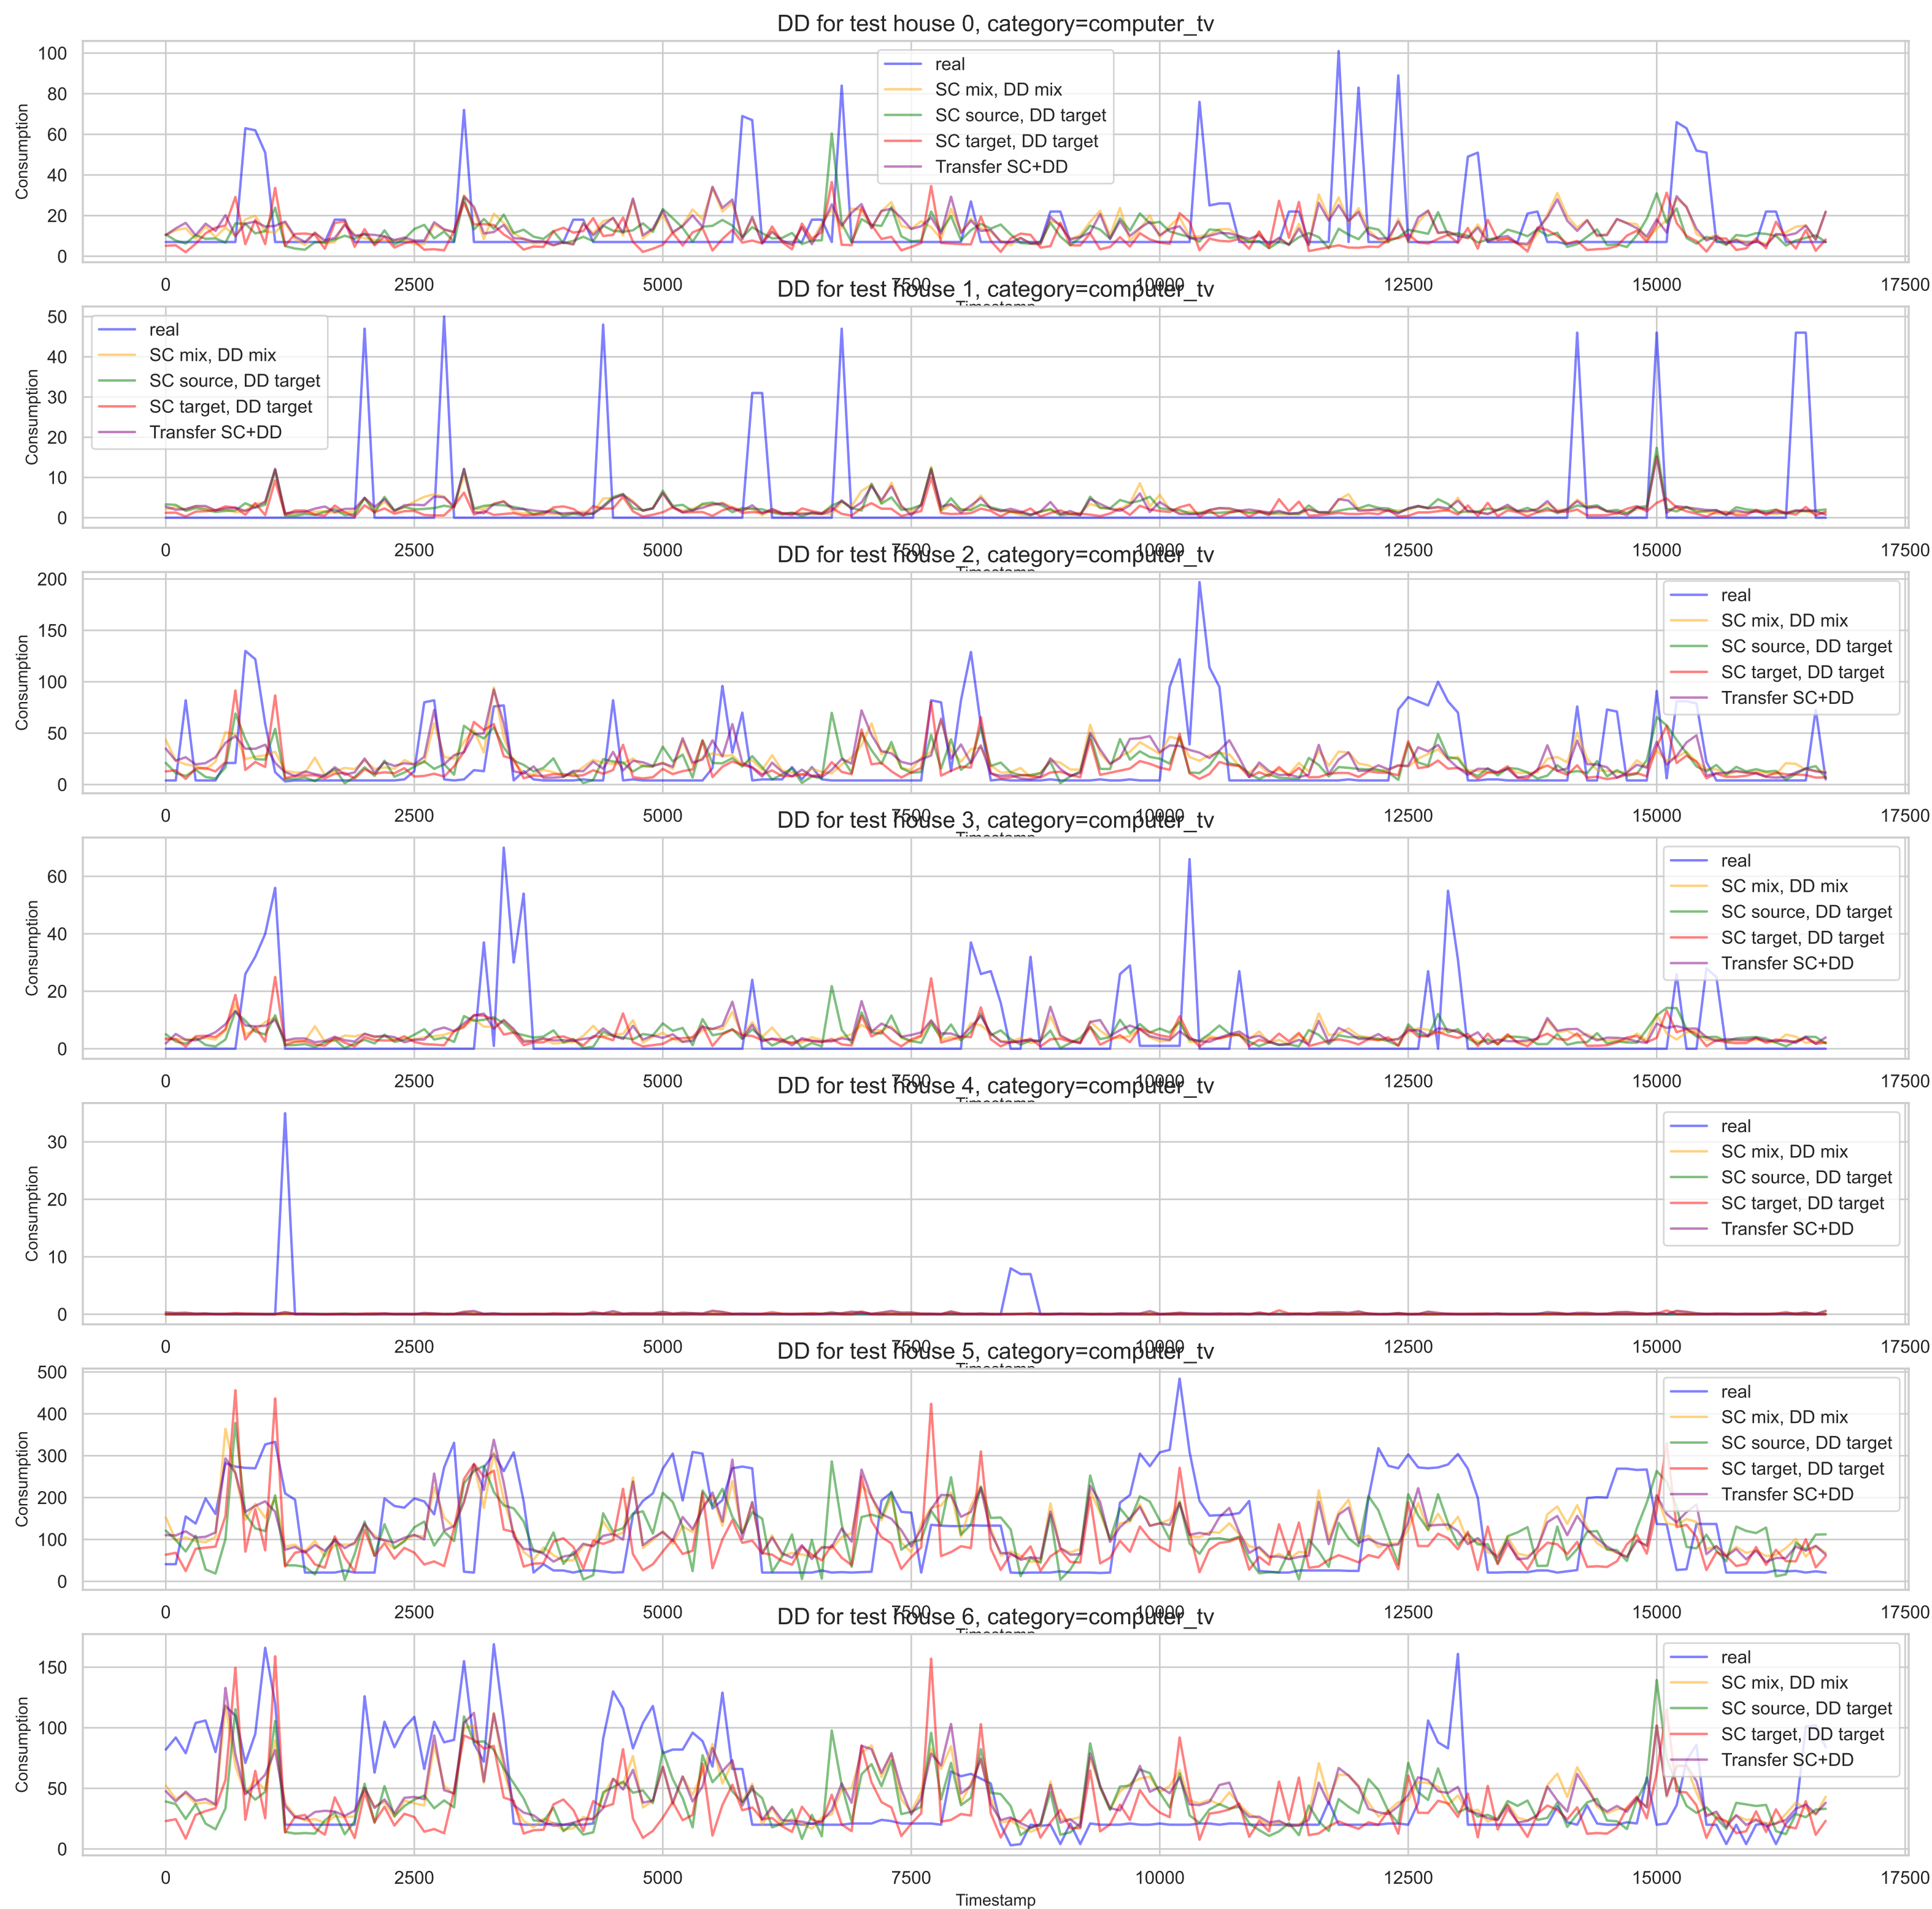 DD for test house 0, category=computer_tv
Consumption
100
80
60
40
20
0
real
SC mix, DD mix
SC source, DD target
SC target, DD target
Transfer SC+DD
0 2500 5000 7500 10000 12500 15000 17500
Timestamp
DD for test house 1, category=computer_tv
Consumption
50
40
30
20
10
0
real
SC mix, DD mix
SC source, DD target
SC target, DD target
Transfer SC+DD
0 2500 5000 7500 10000 12500 15000 17500
Timestamp
DD for test house 2, category=computer_tv
Consumption
200
150
100
50
0
real
SC mix, DD mix
SC source, DD target
SC target, DD target
Transfer SC+DD
0 2500 5000 7500 10000 12500 15000 17500
Timestamp
DD for test house 3, category=computer_tv
Consumption
60
40
20
0
real
SC mix, DD mix
SC source, DD target
SC target, DD target
Transfer SC+DD
0 2500 5000 7500 10000 12500 15000 17500
Timestamp
DD for test house 4, category=computer_tv
Consumption
30
20
10
0
real
SC mix, DD mix
SC source, DD target
SC target, DD target
Transfer SC+DD
0 2500 5000 7500 10000 12500 15000 17500
Timestamp
DD for test house 5, category=computer_tv
Consumption
500
400
300
200
100
0
real
SC mix, DD mix
SC source, DD target
SC target, DD target
Transfer SC+DD
0 2500 5000 7500 10000 12500 15000 17500
Timestamp
DD for test house 6, category=computer_tv
Consumption
150
100
50
0
real
SC mix, DD mix
SC source, DD target
SC target, DD target
Transfer SC+DD
0 2500 5000 7500 10000 12500 15000 17500
Timestamp